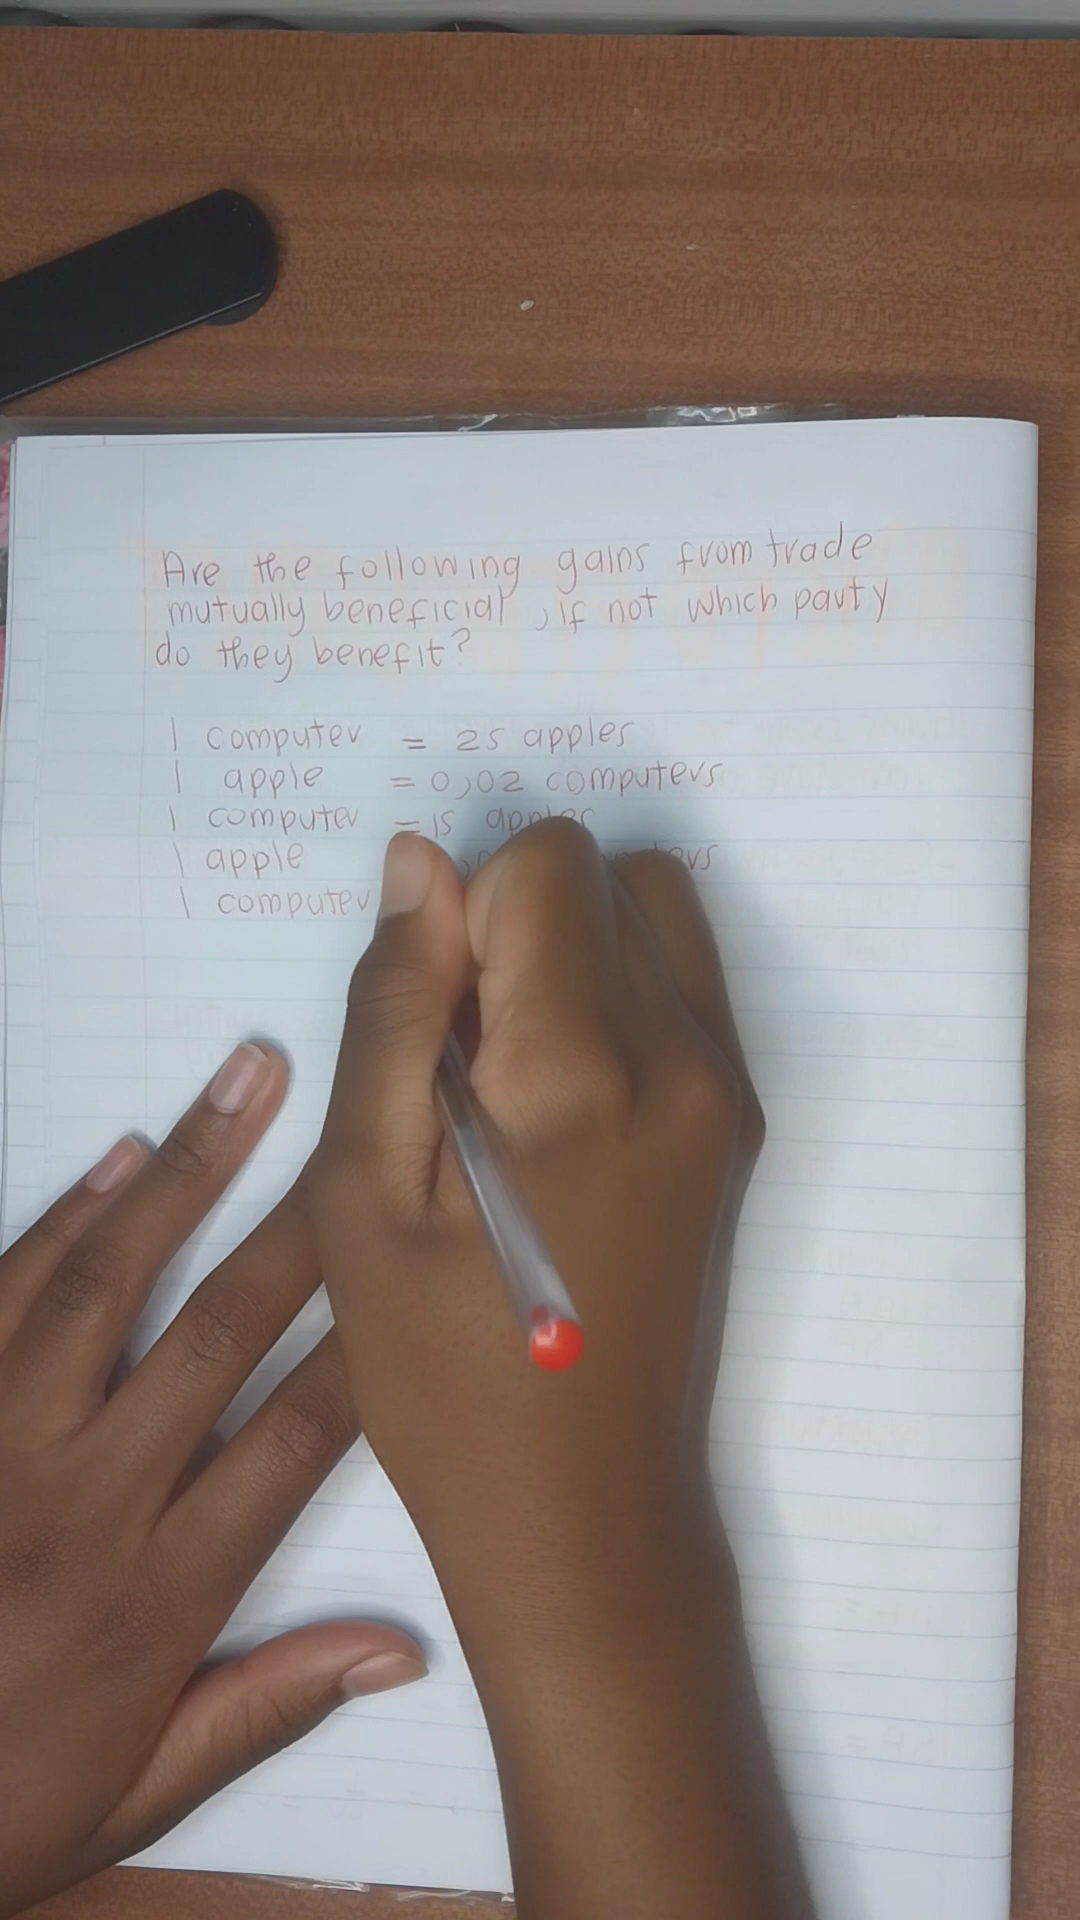 Are the following gains from trade
mutually beneficial, if not which party
do they benefit?
1 computer = 25 apples
1 apple = 0,02 computers
1 computer = 15 apples
1 apple
1 computer